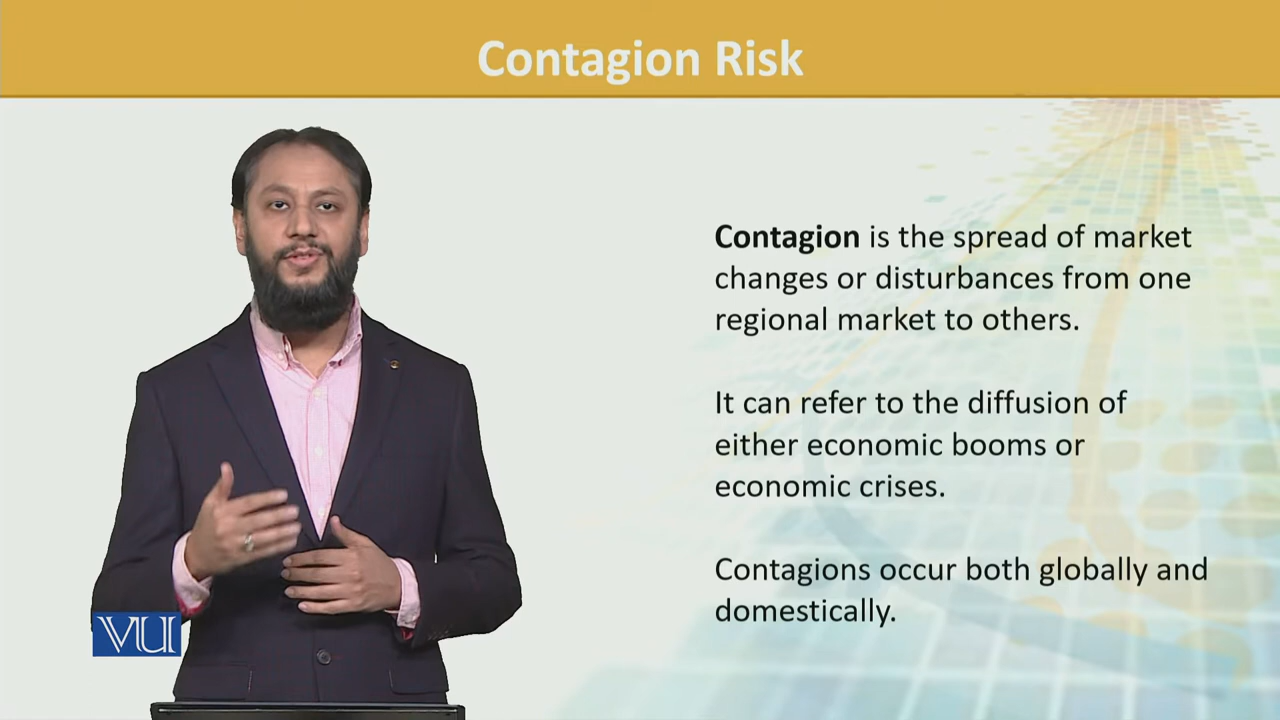 Contagion Risk
Contagion is the spread of market
changes or disturbances from one
regional market to others.
It can refer to the diffusion of
either economic booms or
economic crises.
Contagions occur both globally and
domestically.
VU